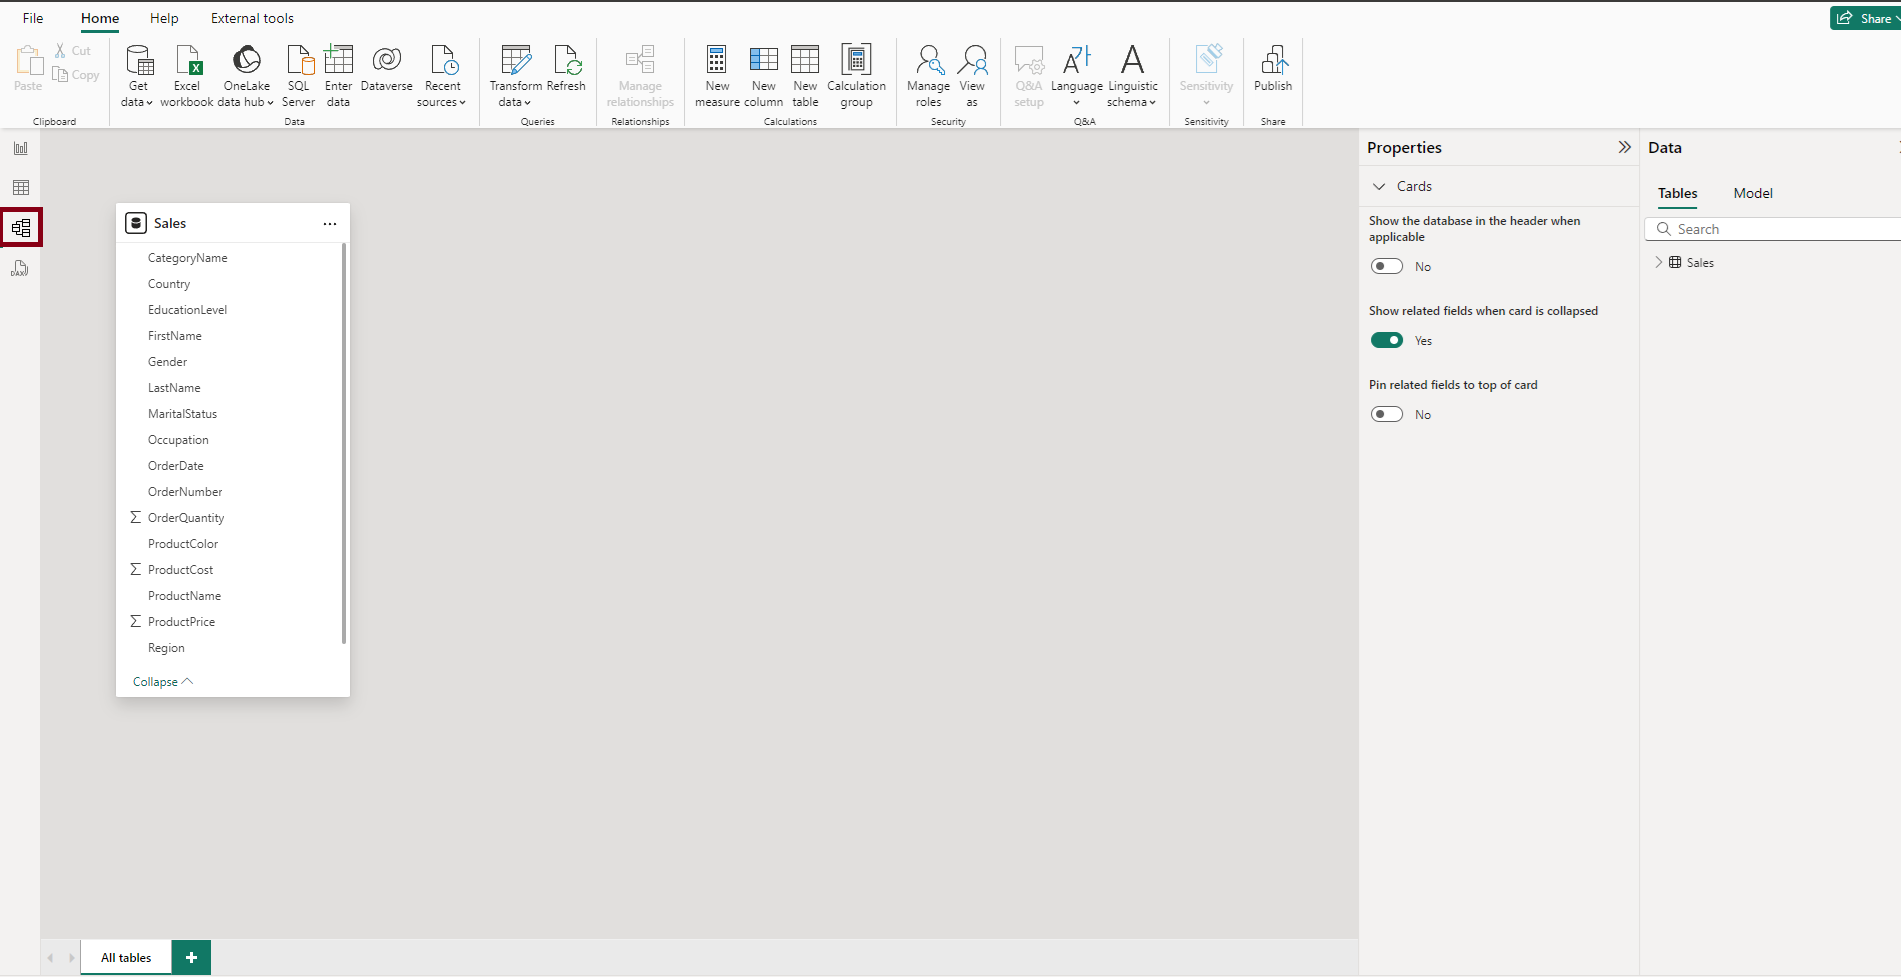 File Home Help External tools
Share
Paste
Cut
Copy
Get data
Excel workbook
OneLake data hub
SQL Server
Enter data
Dataverse
Recent sources
Transform data
Refresh
Manage relationships
New measure
New column
New table
Calculation group
Manage roles
View as
Q&A setup
Language
Linguistic schema
Sensitivity
Publish
Clipboard
Data
Queries
Relationships
Calculations
Security
Q&A
Sensitivity
Share
DAX
Sales
CategoryName
Country
EducationLevel
FirstName
Gender
LastName
MaritalStatus
Occupation
OrderDate
OrderNumber
∑ OrderQuantity
ProductColor
∑ ProductCost
ProductName
∑ ProductPrice
Region
Collapse
Properties
Cards
Show the database in the header when
applicable
No
Show related fields when card is collapsed
Yes
Pin related fields to top of card
No
Data
Tables Model
Search
Sales
All tables +